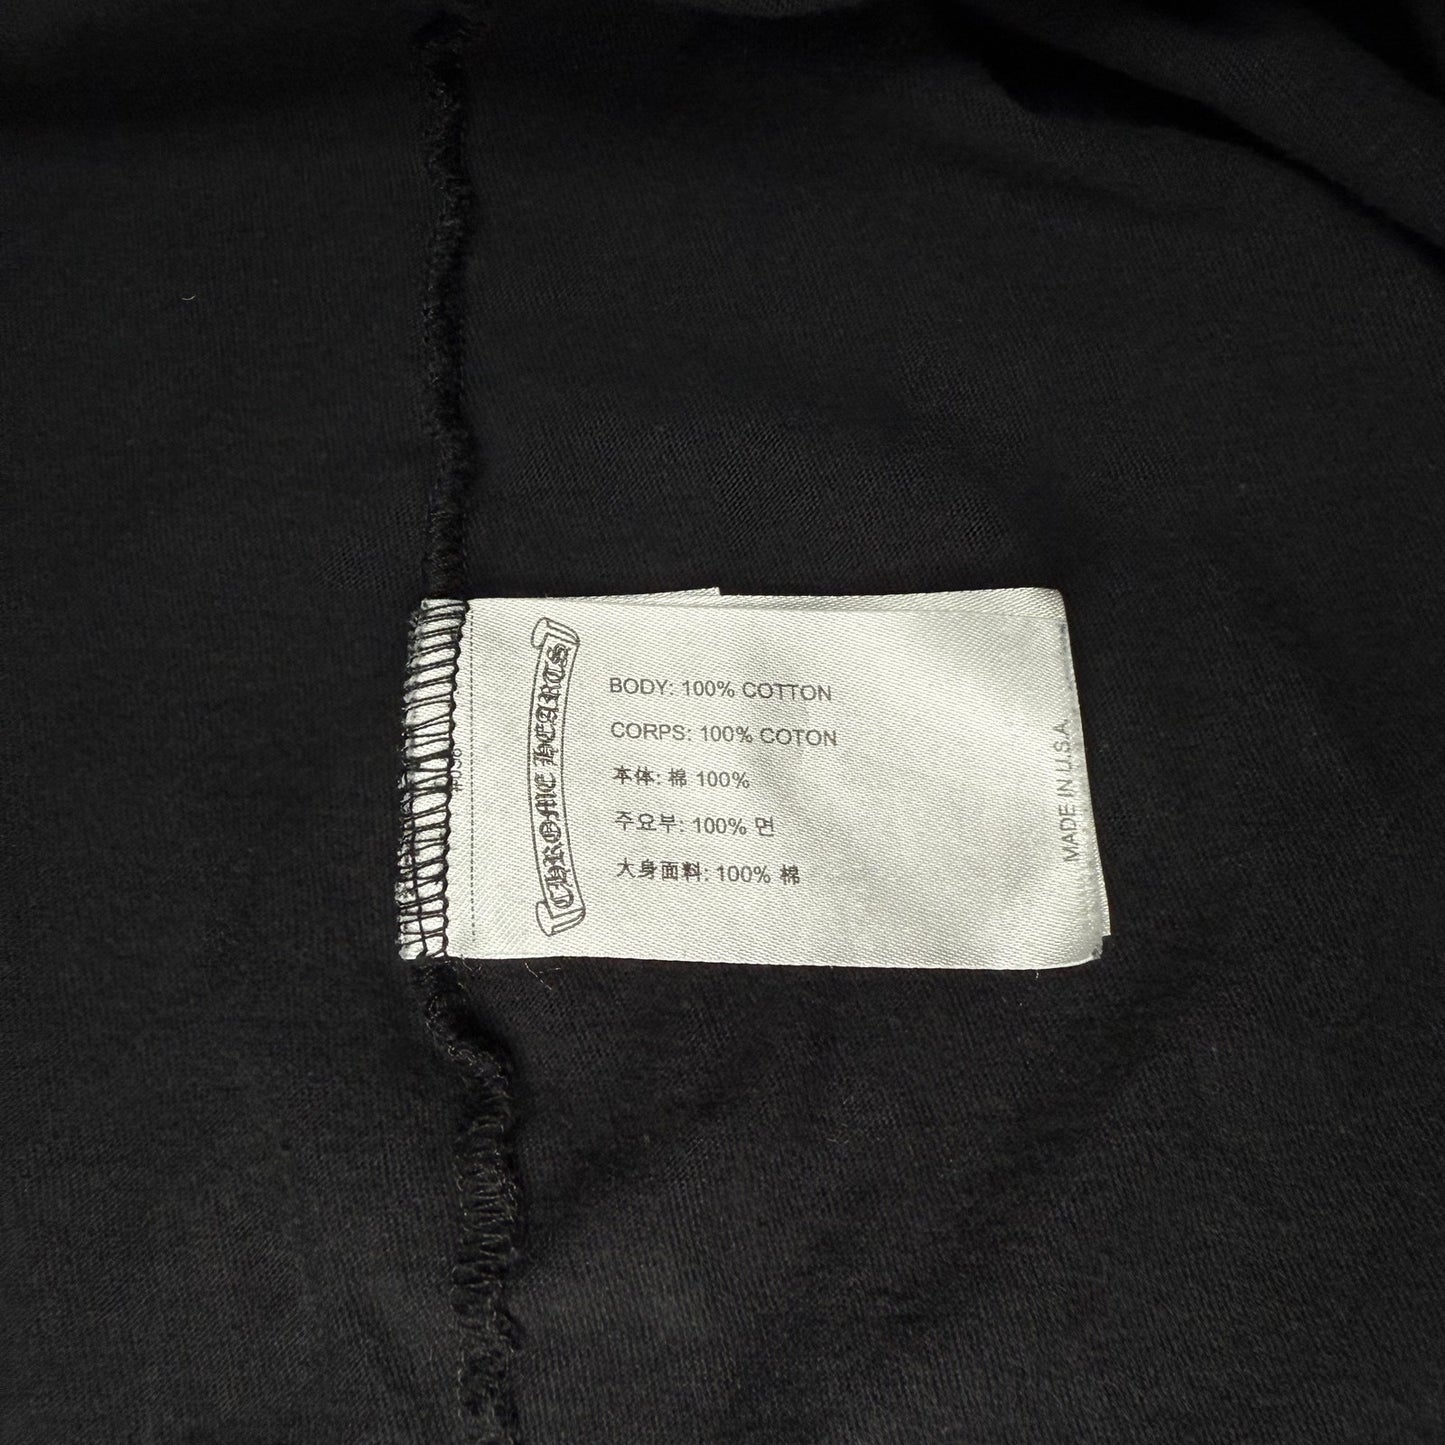 CHROME HEARTS
BODY: 100% COTTON
CORPS: 100% COTON
本体: 棉 100%
주요부: 100% 면
大身面料: 100% 棉
MADE IN U.S.A.